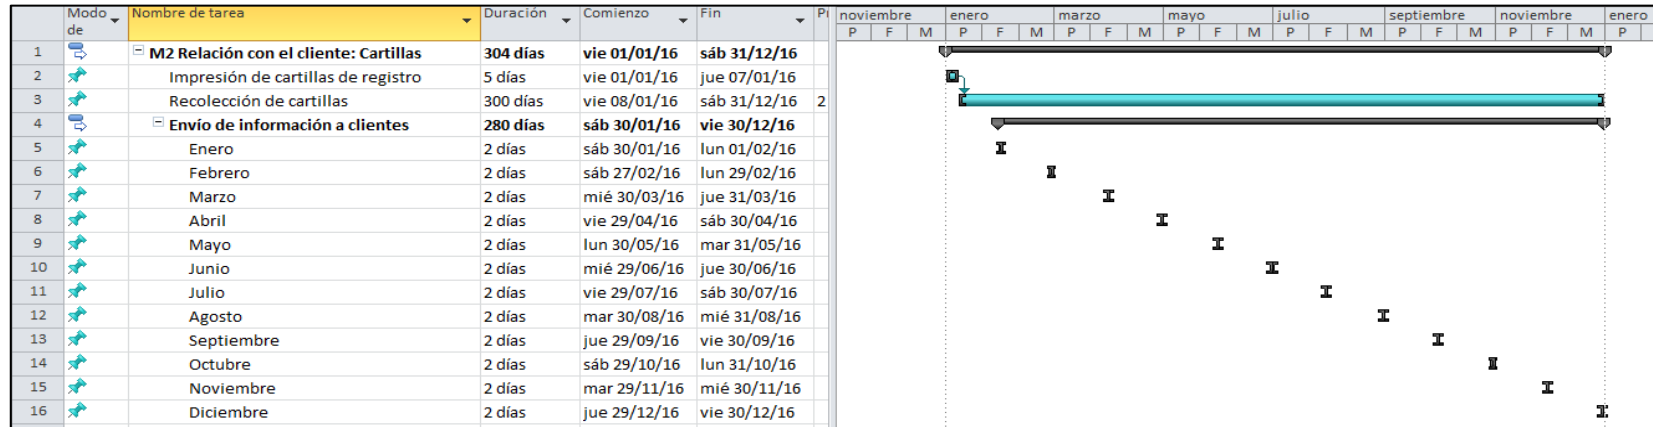 Modo de Nombre de tarea Duración Comienzo Fin Pr noviembre enero marzo mayo julio septiembre noviembre enero
P F M P F M P F M P F M P F M P F M P F M P
1 M2 Relación con el cliente: Cartillas 304 días vie 01/01/16 sáb 31/12/16
2 Impresión de cartillas de registro 5 días vie 01/01/16 jue 07/01/16
3 Recolección de cartillas 300 días vie 08/01/16 sáb 31/12/16 2
4 Envío de información a clientes 280 días sáb 30/01/16 vie 30/12/16
5 Enero 2 días sáb 30/01/16 lun 01/02/16
6 Febrero 2 días sáb 27/02/16 lun 29/02/16
7 Marzo 2 días mié 30/03/16 jue 31/03/16
8 Abril 2 días vie 29/04/16 sáb 30/04/16
9 Mayo 2 días lun 30/05/16 mar 31/05/16
10 Junio 2 días mié 29/06/16 jue 30/06/16
11 Julio 2 días vie 29/07/16 sáb 30/07/16
12 Agosto 2 días mar 30/08/16 mié 31/08/16
13 Septiembre 2 días jue 29/09/16 vie 30/09/16
14 Octubre 2 días sáb 29/10/16 lun 31/10/16
15 Noviembre 2 días mar 29/11/16 mié 30/11/16
16 Diciembre 2 días jue 29/12/16 vie 30/12/16